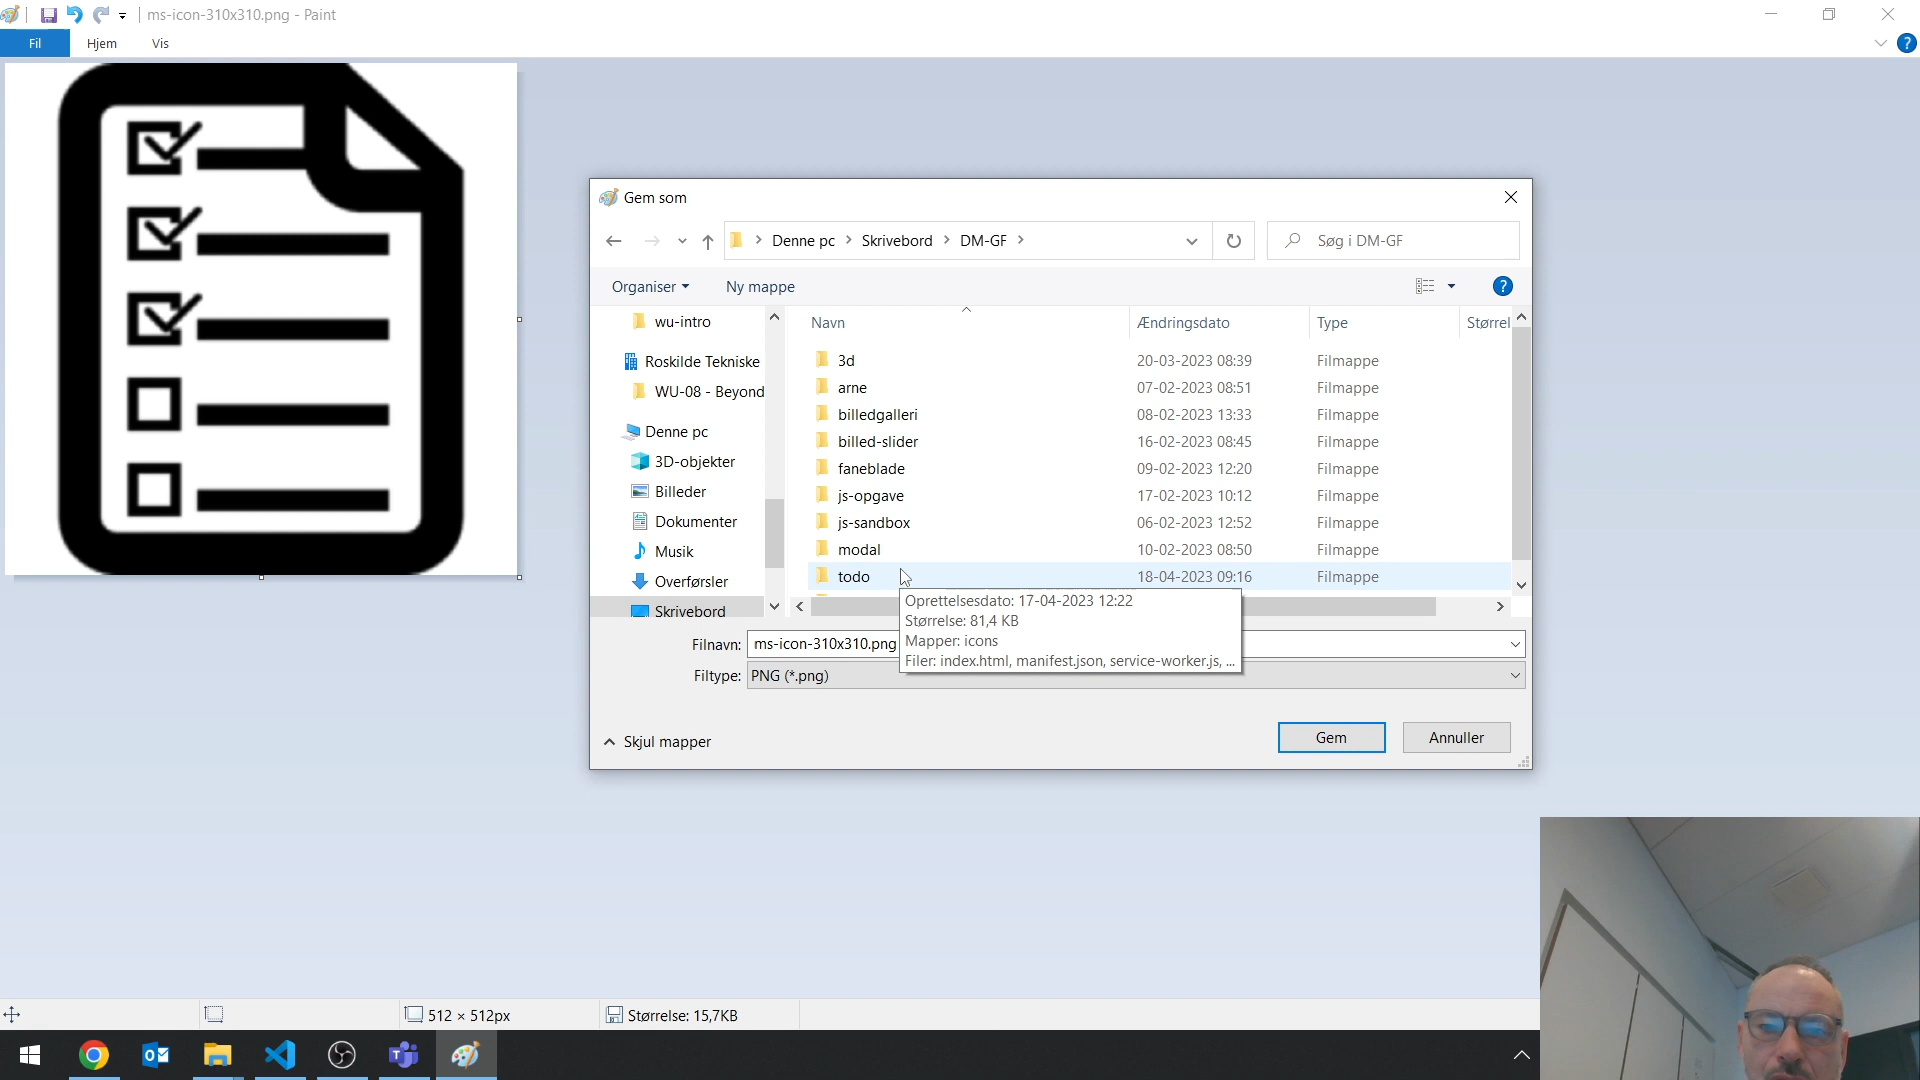 ms-icon-310x310.png - Paint
Fil Hjem Vis
Gem som
Denne pc Skrivebord DM-GF
Søg i DM-GF
Organiser Ny mappe
wu-intro
Roskilde Tekniske
WU-08 - Beyond
Denne pc
3D-objekter
Billeder
Dokumenter
Musik
Overførsler
Skrivebord
Navn Ændringsdato Type Størrel
3d 20-03-2023 08:39 Filmappe
arne 07-02-2023 08:51 Filmappe
billedgalleri 08-02-2023 13:33 Filmappe
billed-slider 16-02-2023 08:45 Filmappe
faneblade 09-02-2023 12:20 Filmappe
js-opgave 17-02-2023 10:12 Filmappe
js-sandbox 06-02-2023 12:52 Filmappe
modal 10-02-2023 08:50 Filmappe
todo 18-04-2023 09:16 Filmappe
Oprettelsesdato: 17-04-2023 12:22
Størrelse: 81,4 KB
Mapper: icons
Filer: index.html, manifest.json, service-worker.js, ...
Filnavn: ms-icon-310x310.png
Filtype: PNG (*.png)
Skjul mapper
Gem Annuller
512 × 512px
Størrelse: 15,7KB